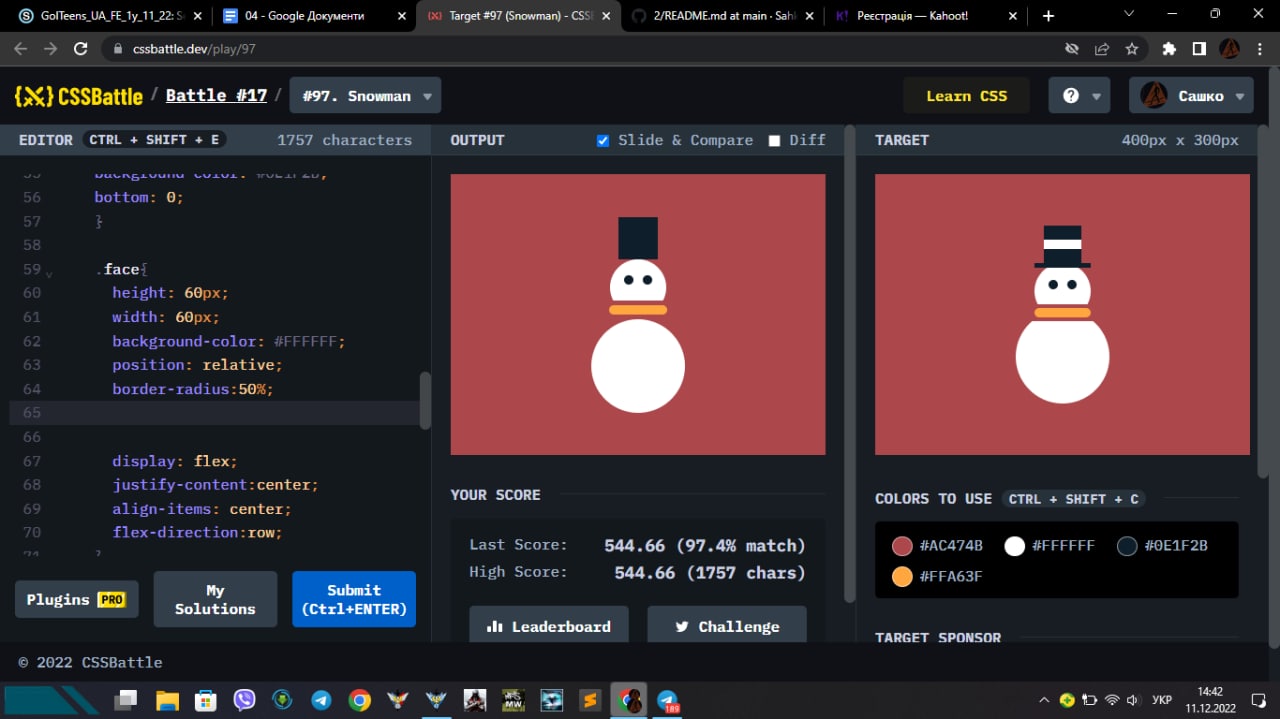 GoITeens_UA_FE_1y_11_22: S
04 - Google Документи
Target #97 (Snowman) - CSSB
2/README.md at main · Sahl
K! Реєстрація — Kahoot!
cssbattle.dev/play/97
{X} CSSBattle / Battle #17 / #97. Snowman
Learn CSS
?
Сашко
EDITOR CTRL + SHIFT + E 1757 characters
OUTPUT Slide & Compare Diff
TARGET 400px x 300px
55 background-color: #0E1F2B;
56 bottom: 0;
57 }
58
59 .face{
60 height: 60px;
61 width: 60px;
62 background-color: #FFFFFF;
63 position: relative;
64 border-radius:50%;
65
66
67 display: flex;
68 justify-content:center;
69 align-items: center;
70 flex-direction:row;
71 }
Plugins PRO
My Solutions
Submit (Ctrl+ENTER)
YOUR SCORE
Last Score: 544.66 (97.4% match)
High Score: 544.66 (1757 chars)
Leaderboard
Challenge
COLORS TO USE CTRL + SHIFT + C
#AC474B #FFFFFF #0E1F2B
#FFA63F
TARGET SPONSOR
© 2022 CSSBattle
189
УКР
14:42
11.12.2022